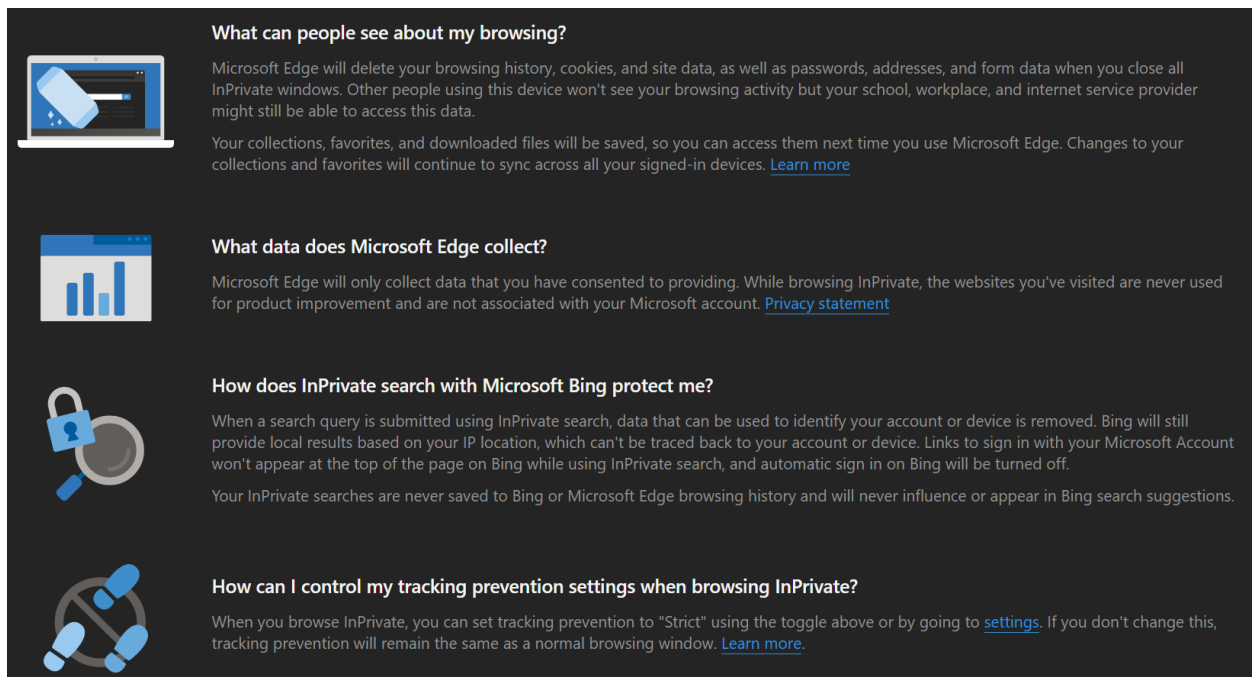 What can people see about my browsing?
Microsoft Edge will delete your browsing history, cookies, and site data, as well as passwords, addresses, and form data when you close all
InPrivate windows. Other people using this device won't see your browsing activity but your school, workplace, and internet service provider
might still be able to access this data.
Your collections, favorites, and downloaded files will be saved, so you can access them next time you use Microsoft Edge. Changes to your
collections and favorites will continue to sync across all your signed-in devices. Learn more
What data does Microsoft Edge collect?
Microsoft Edge will only collect data that you have consented to providing. While browsing InPrivate, the websites you've visited are never used
for product improvement and are not associated with your Microsoft account. Privacy statement
How does InPrivate search with Microsoft Bing protect me?
When a search query is submitted using InPrivate search, data that can be used to identify your account or device is removed. Bing will still
provide local results based on your IP location, which can't be traced back to your account or device. Links to sign in with your Microsoft Account
won't appear at the top of the page on Bing while using InPrivate search, and automatic sign in on Bing will be turned off.
Your InPrivate searches are never saved to Bing or Microsoft Edge browsing history and will never influence or appear in Bing search suggestions.
How can I control my tracking prevention settings when browsing InPrivate?
When you browse InPrivate, you can set tracking prevention to "Strict" using the toggle above or by going to settings. If you don't change this,
tracking prevention will remain the same as a normal browsing window. Learn more.